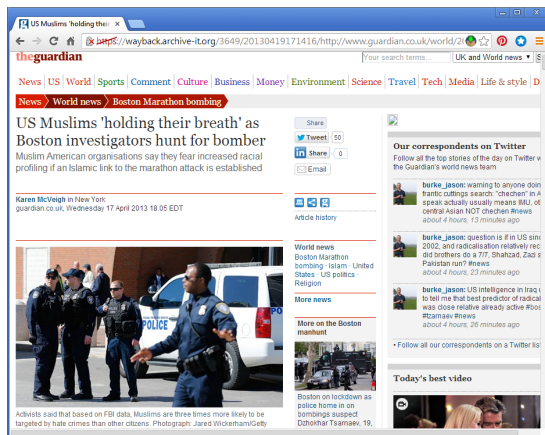 US Muslims 'holding their
https://wayback.archive-it.org/3649/20130419171416/http://www.guardian.co.uk/world/2
theguardian
Your search terms...
UK and World news
News US World Sports Comment Culture Business Money Environment Science Travel Tech Media Life & style D
News World news Boston Marathon bombing
US Muslims 'holding their breath' as
Boston investigators hunt for bomber
Muslim American organisations say they fear increased racial
profiling if an Islamic link to the marathon attack is established
Karen McVeigh in New York
guardian.co.uk, Wednesday 17 April 2013 18.05 EDT
POLICE
Activists said that based on FBI data, Muslims are three times more likely to be
targeted by hate crimes than other citizens. Photograph: Jared Wickerham/Getty
Share
Tweet 50
Share 0
Email
Article history
World news
Boston Marathon
bombing · Islam · United
States · US politics ·
Religion
More news
More on the Boston
manhunt
Boston on lockdown as
police home in on
bombings suspect
Dzhokhar Tsarnaev, 19,
Our correspondents on Twitter
Follow all the top stories of the day on Twitter w
the Guardian's world news team
burke_jason: warning to anyone doin
frantic cuttings search: "chechen" in A
speak actually usually means IMU, ot
central Asian NOT chechen #news
about 4 hours, 13 minutes ago
burke_jason: question is if in US sinc
2002, and radicalisation relatively rec
did brothers do a 7/7, Shahzad, Zazi s
Pakistan run? #news
about 4 hours, 23 minutes ago
burke_jason: US intelligence in Iraq u
to tell me that best predictor of radical
was close relative already active #bos
#tzarnaev #news
about 4 hours, 26 minutes ago
• Follow all our correspondents on a Twitter list
Today's best video